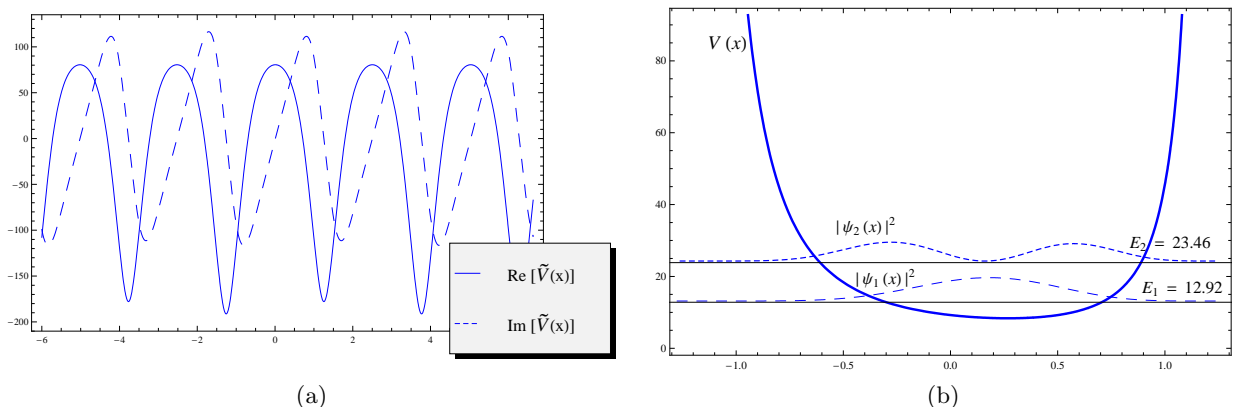 100
50
0
-50
-100
-150
-200
-6
-4
-2
0
2
4
Re [Ṽ(x)]
Im [Ṽ(x)]
(a)
V (x)
80
60
40
20
0
|ψ₂ (x)|²
E₂ = 23.46
|ψ₁ (x)|²
E₁ = 12.92
-1.0
-0.5
0.0
0.5
1.0
(b)